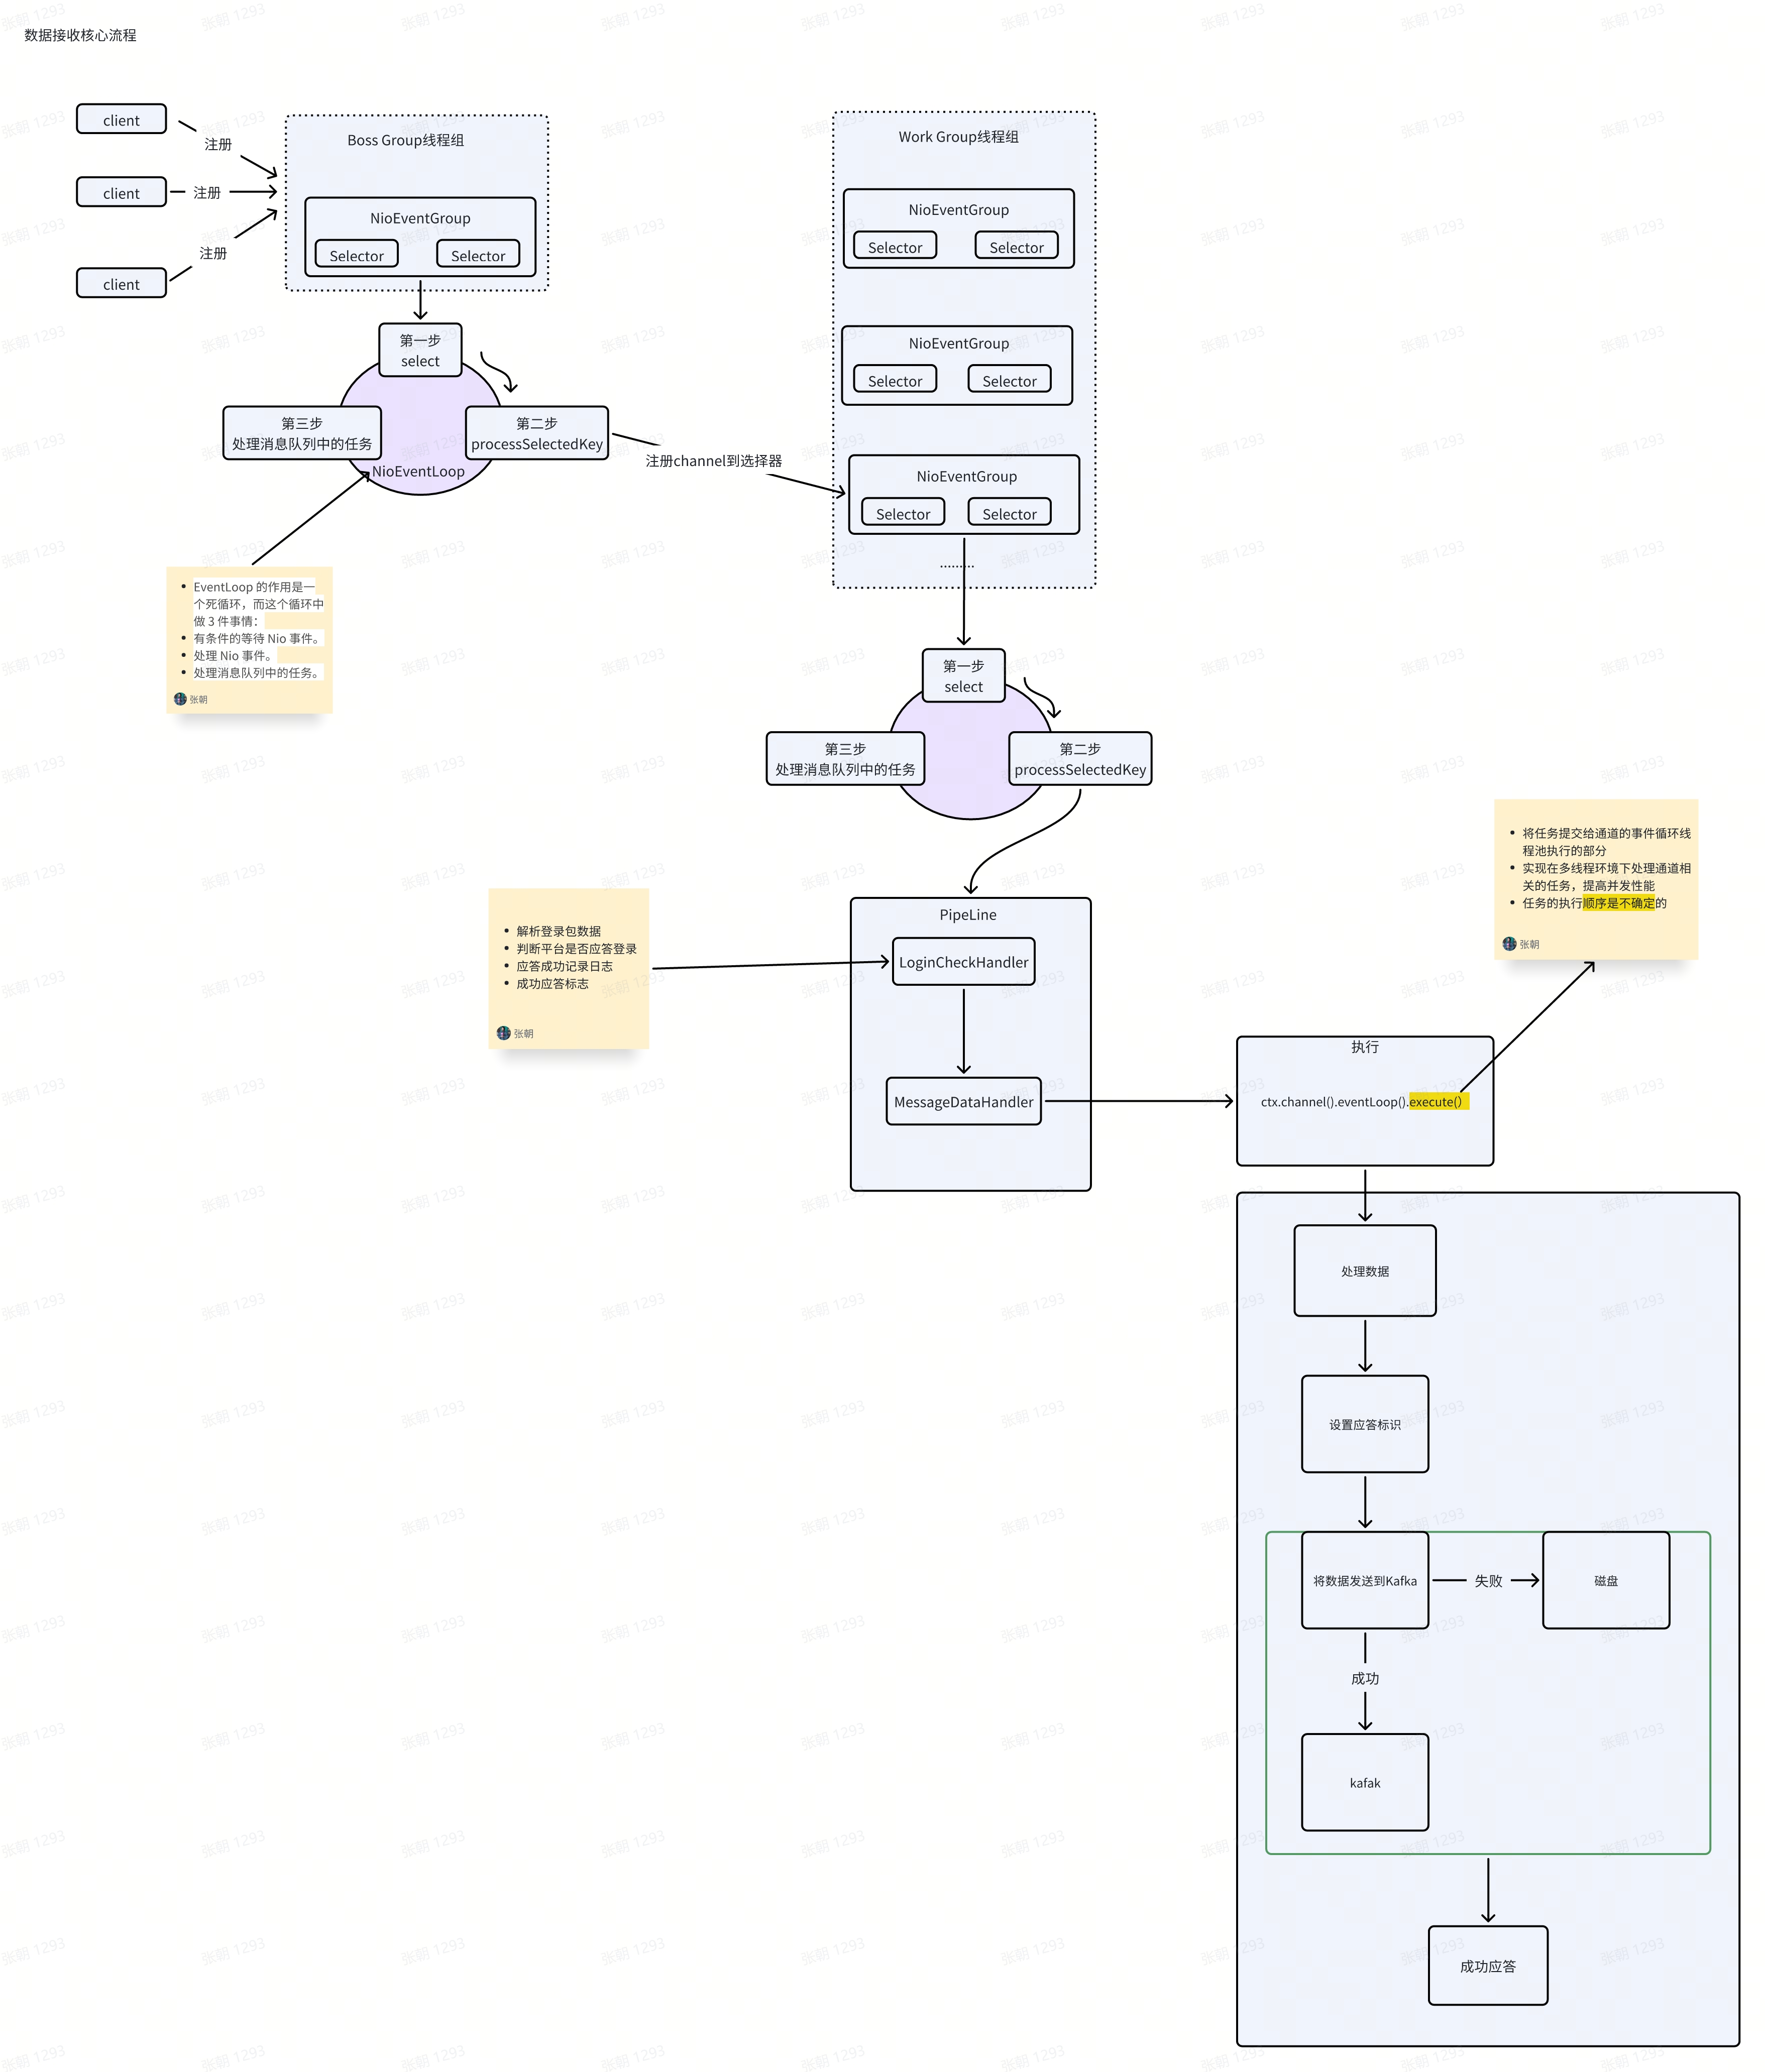 数据接收核心流程
client
注册
client
注册
注册
client
Boss Group线程组
NioEventGroup
Selector
Selector
Work Group线程组
NioEventGroup
Selector
Selector
NioEventGroup
Selector
Selector
NioEventGroup
Selector
Selector
.........
第一步
select
第三步
处理消息队列中的任务
第二步
processSelectedKey
NioEventLoop
注册channel到选择器
EventLoop 的作用是一
个死循环，而这个循环中
做 3 件事情：
有条件的等待 Nio 事件。
处理 Nio 事件。
处理消息队列中的任务。
张朝
第一步
select
第三步
处理消息队列中的任务
第二步
processSelectedKey
解析登录包数据
判断平台是否应答登录
应答成功记录日志
成功应答标志
张朝
PipeLine
LoginCheckHandler
MessageDataHandler
将任务提交给通道的事件循环线
程池执行的部分
实现在多线程环境下处理通道相
关的任务，提高并发性能
任务的执行顺序是不确定的
张朝
执行
ctx.channel().eventLoop().execute()
处理数据
设置应答标识
将数据发送到Kafka
失败
磁盘
成功
kafak
成功应答
张朝 1293